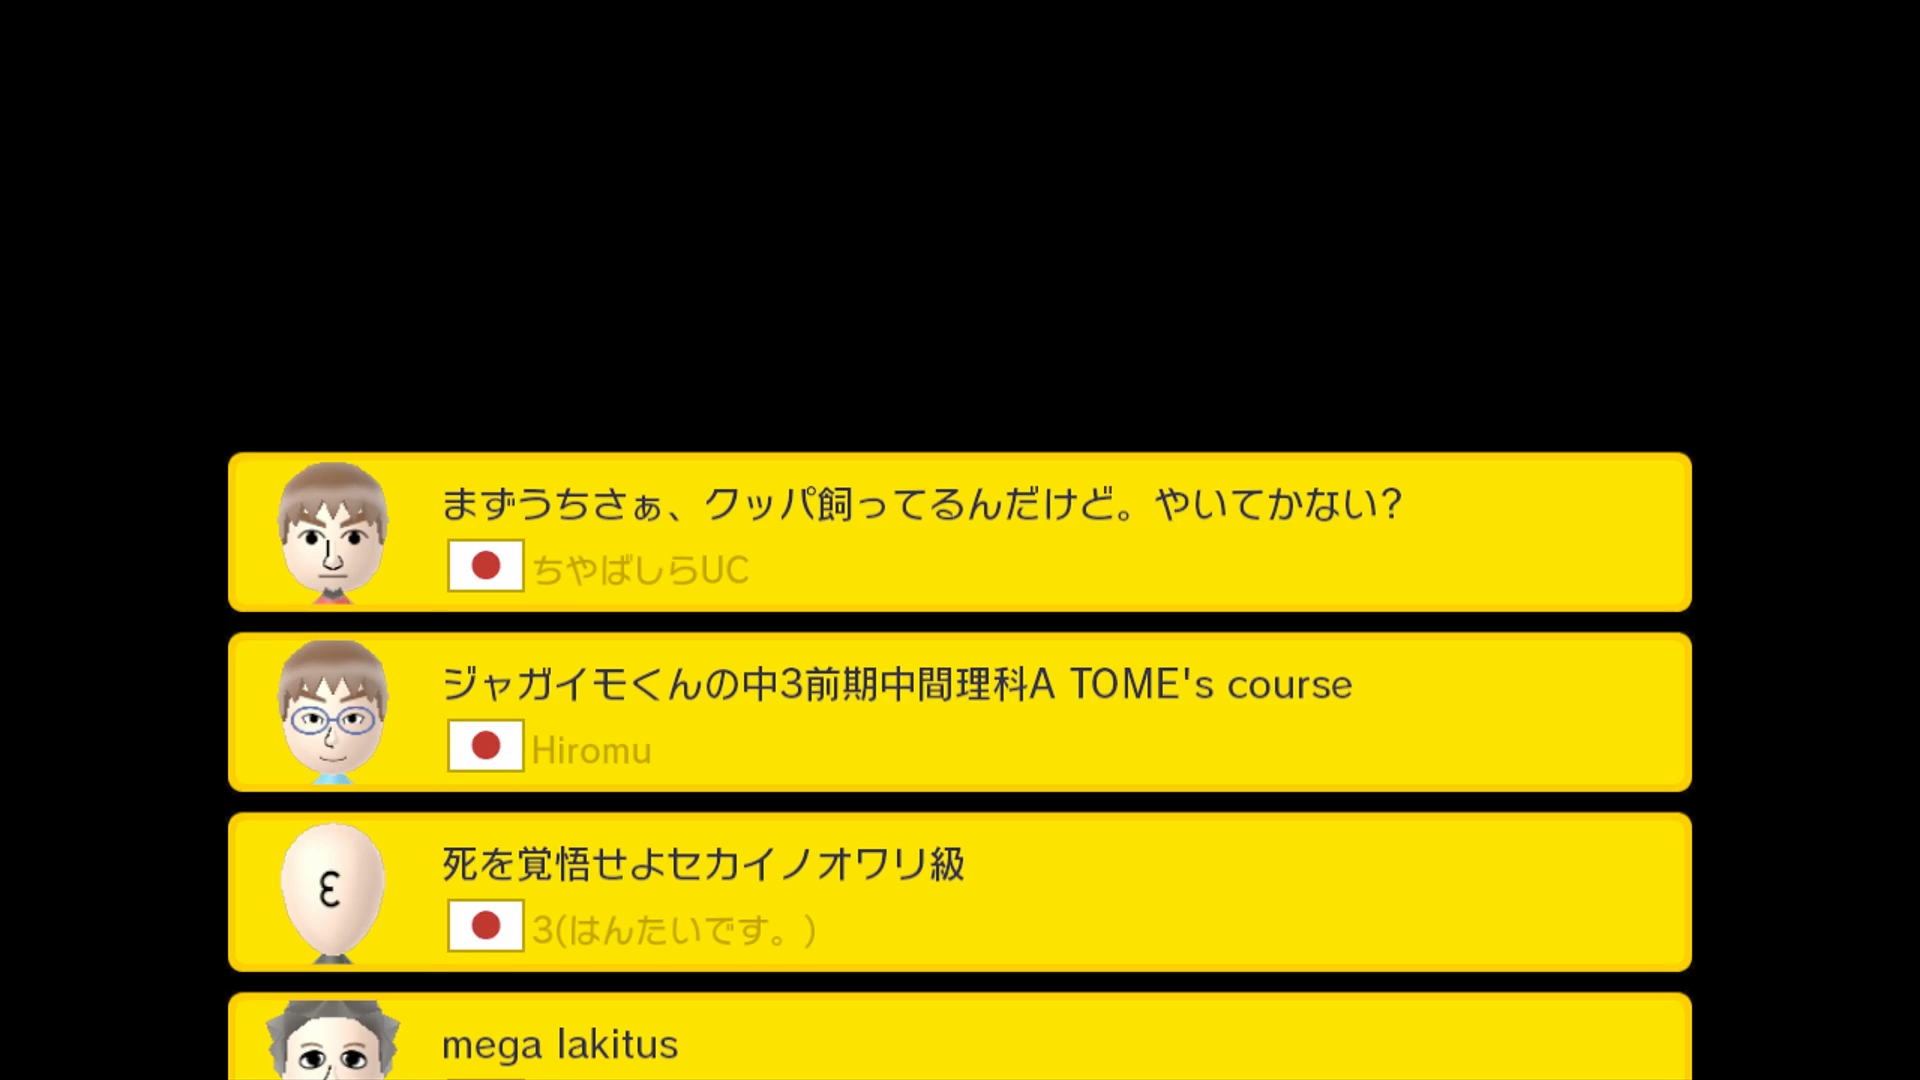 まずうちさぁ、クッパ飼ってるんだけど。やいてかない?
ちやばしらUC
ジャガイモくんの中3前期中間理科A TOME's course
Hiromu
死を覚悟せよセカイノオワリ級
3(はんたいです。)
mega lakitus